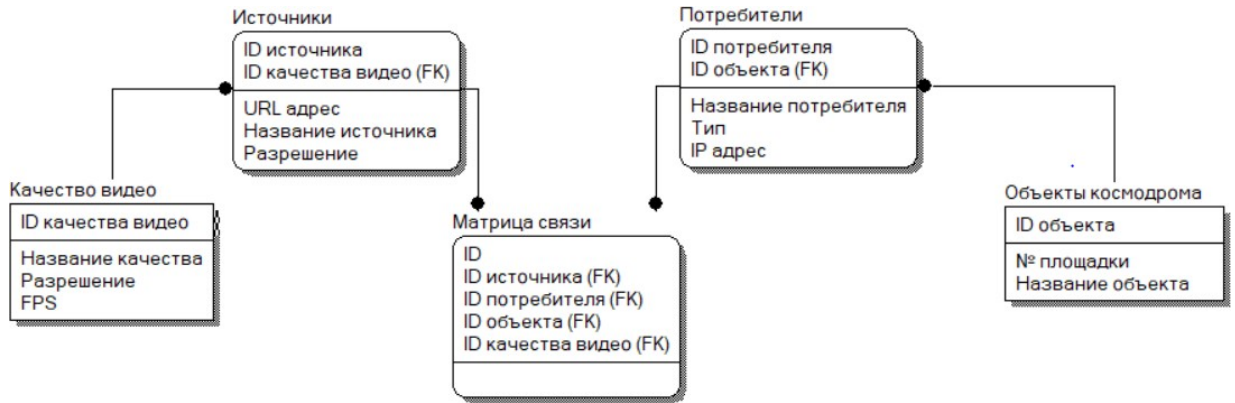 Источники
ID источника
ID качества видео (FK)
URL адрес
Название источника
Разрешение
Потребители
ID потребителя
ID объекта (FK)
Название потребителя
Тип
IP адрес
Качество видео
ID качества видео
Название качества
Разрешение
FPS
Матрица связи
ID
ID источника (FK)
ID потребителя (FK)
ID объекта (FK)
ID качества видео (FK)
Объекты космодрома
ID объекта
№ площадки
Название объекта